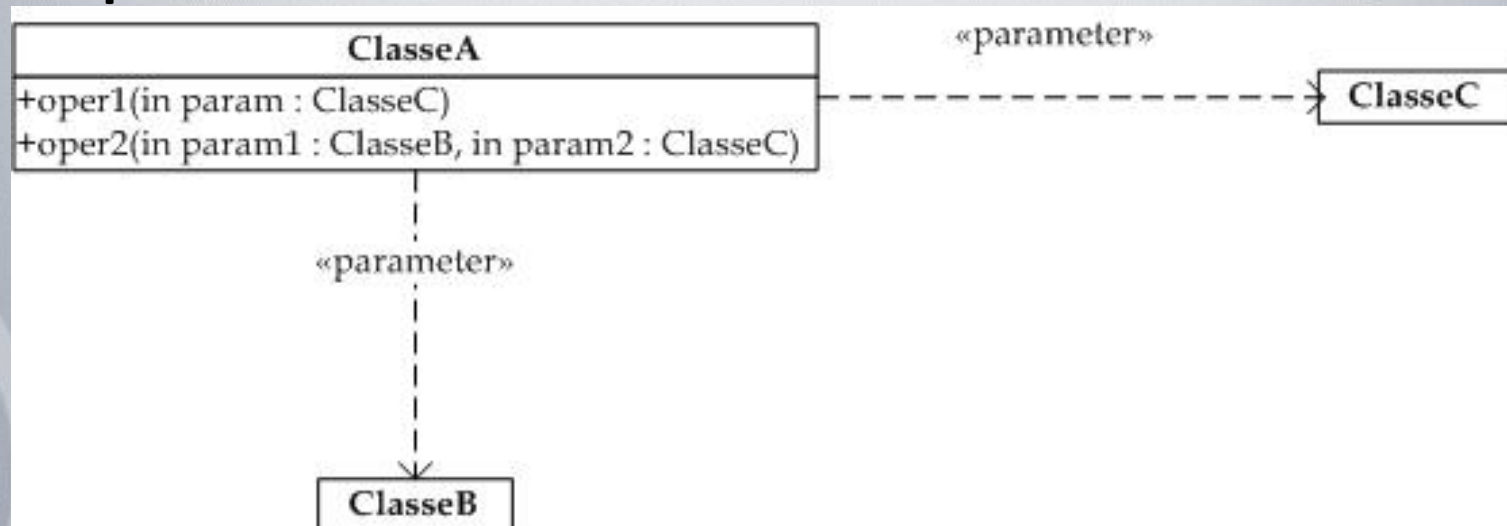 «parameter»
ClasseA
+oper1(in param : ClasseC)
+oper2(in param1 : ClasseB, in param2 : ClasseC)
ClasseC
«parameter»
ClasseB